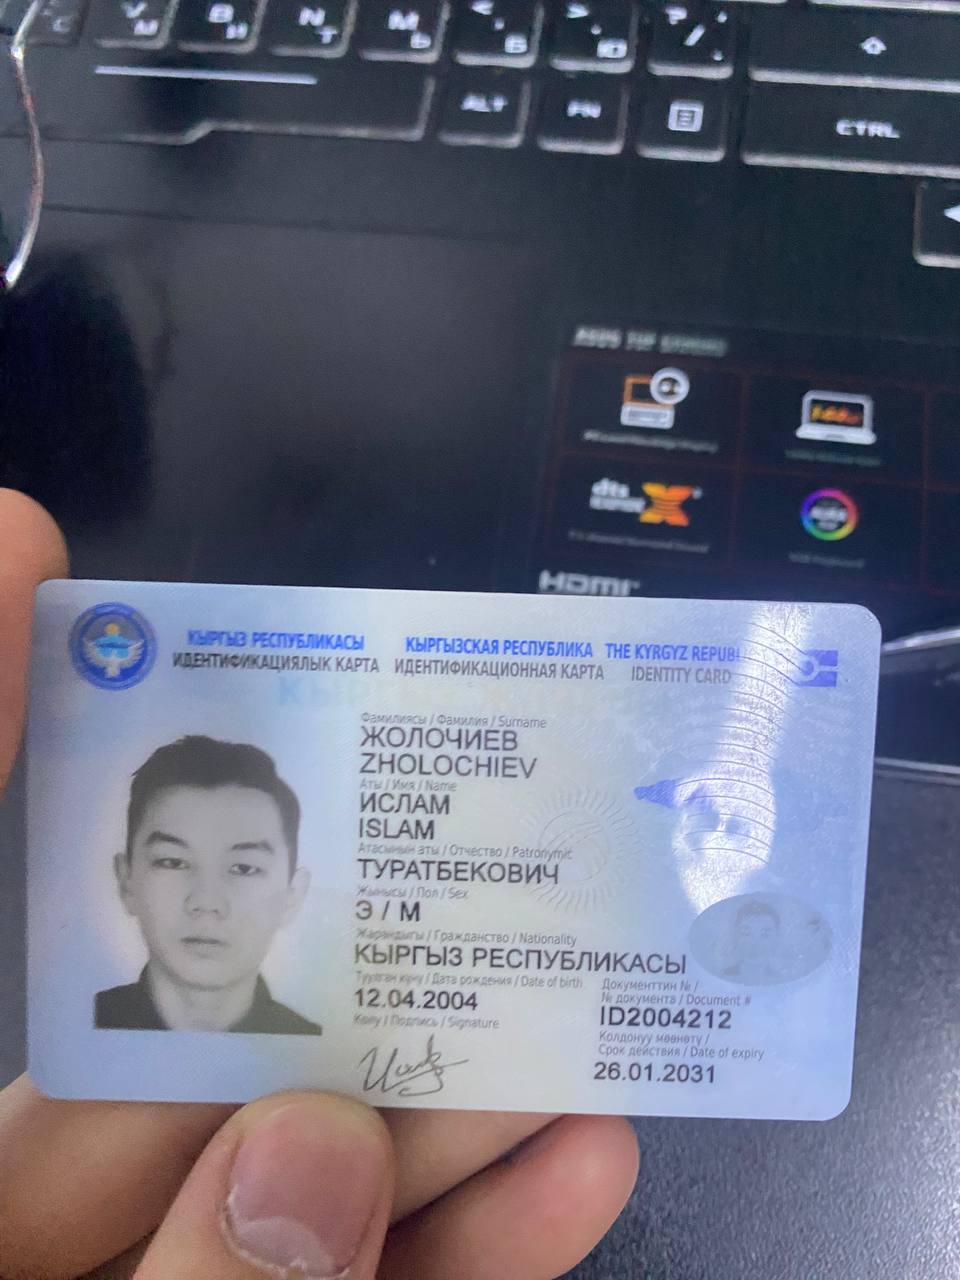 V М
B И
N Т
M Ь
< , Б
> . Ю
? / , .
ALT
FN
CTRL
ASUS TUF GAMING
dts
X
HDMI
КЫРГЫЗ РЕСПУБЛИКАСЫ КЫРГЫЗСКАЯ РЕСПУБЛИКА THE KYRGYZ REPUBL
ИДЕНТИФИКАЦИЯЛЫК КАРТА ИДЕНТИФИКАЦИОННАЯ КАРТА IDENTITY CARD
Фамилиясы / Фамилия / Surname
ЖОЛОЧИЕВ
ZHOLOCHIEV
Аты / Имя / Name
ИСЛАМ
ISLAM
Атасынын аты / Отчество / Patronymic
ТУРАТБЕКОВИЧ
Жынысы / Пол / Sex
Э / М
Жарандыгы / Гражданство / Nationality
КЫРГЫЗ РЕСПУБЛИКАСЫ
Туулган күнү / Дата рождения / Date of birth
12.04.2004
Документтин № /
№ документа / Document #
ID2004212
Колу / Подпись / Signature
Колдонуу мөөнөтү /
Срок действия / Date of expiry
26.01.2031